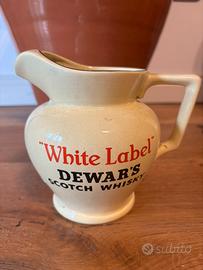 "White Label"
DEWAR'S
SCOTCH WHISKY
subito